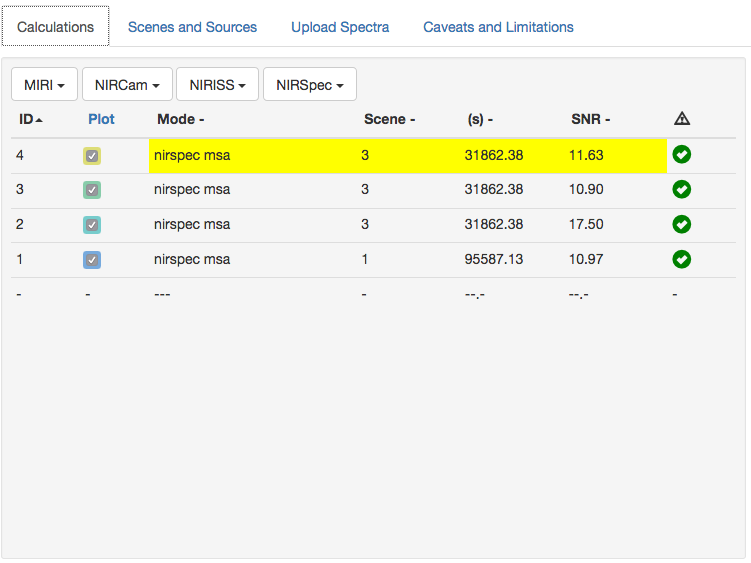 Calculations Scenes and Sources Upload Spectra Caveats and Limitations
MIRI NIRCam NIRISS NIRSpec
ID Plot Mode - Scene - (s) - SNR -
4 nirspec msa 3 31862.38 11.63
3 nirspec msa 3 31862.38 10.90
2 nirspec msa 3 31862.38 17.50
1 nirspec msa 1 95587.13 10.97
- - --- - --.- --.- -